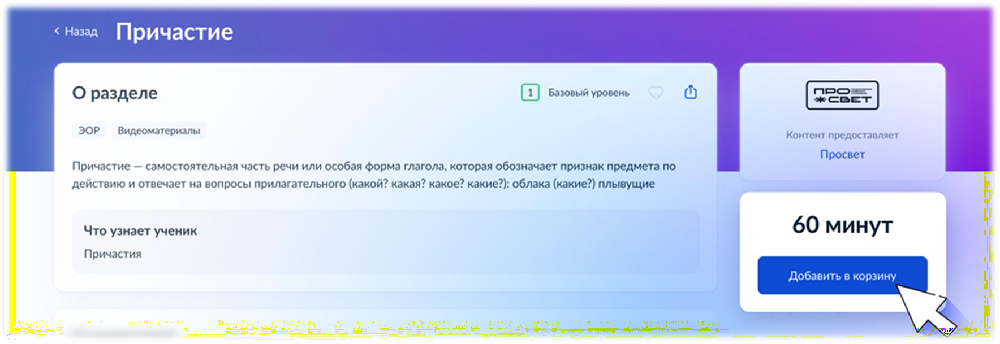 Назад Причастие
О разделе
1 Базовый уровень
ЭОР Видеоматериалы
Причастие — самостоятельная часть речи или особая форма глагола, которая обозначает признак предмета по
действию и отвечает на вопросы прилагательного (какой? какая? какое? какие?): облака (какие?) плывущие
Что узнает ученик
Причастия
ПРО
СВЕТ
Контент предоставляет
Просвет
60 минут
Добавить в корзину